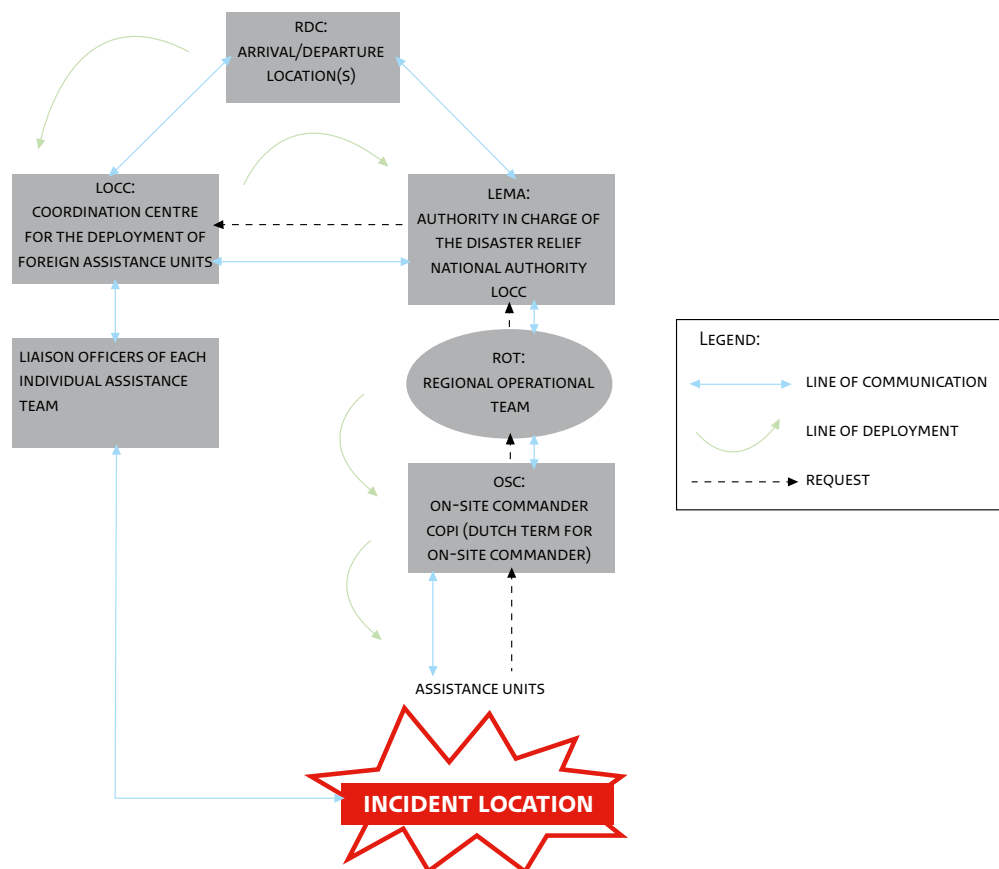 RDC:
ARRIVAL/DEPARTURE
LOCATION(S)
LOCC:
COORDINATION CENTRE
FOR THE DEPLOYMENT OF
FOREIGN ASSISTANCE UNITS
LEMA:
AUTHORITY IN CHARGE OF
THE DISASTER RELIEF
NATIONAL AUTHORITY
LOCC
LIAISON OFFICERS OF EACH
INDIVIDUAL ASSISTANCE
TEAM
ROT:
REGIONAL OPERATIONAL
TEAM
OSC:
ON-SITE COMMANDER
COPI (DUTCH TERM FOR
ON-SITE COMMANDER)
ASSISTANCE UNITS
INCIDENT LOCATION
LEGEND:
LINE OF COMMUNICATION
LINE OF DEPLOYMENT
REQUEST